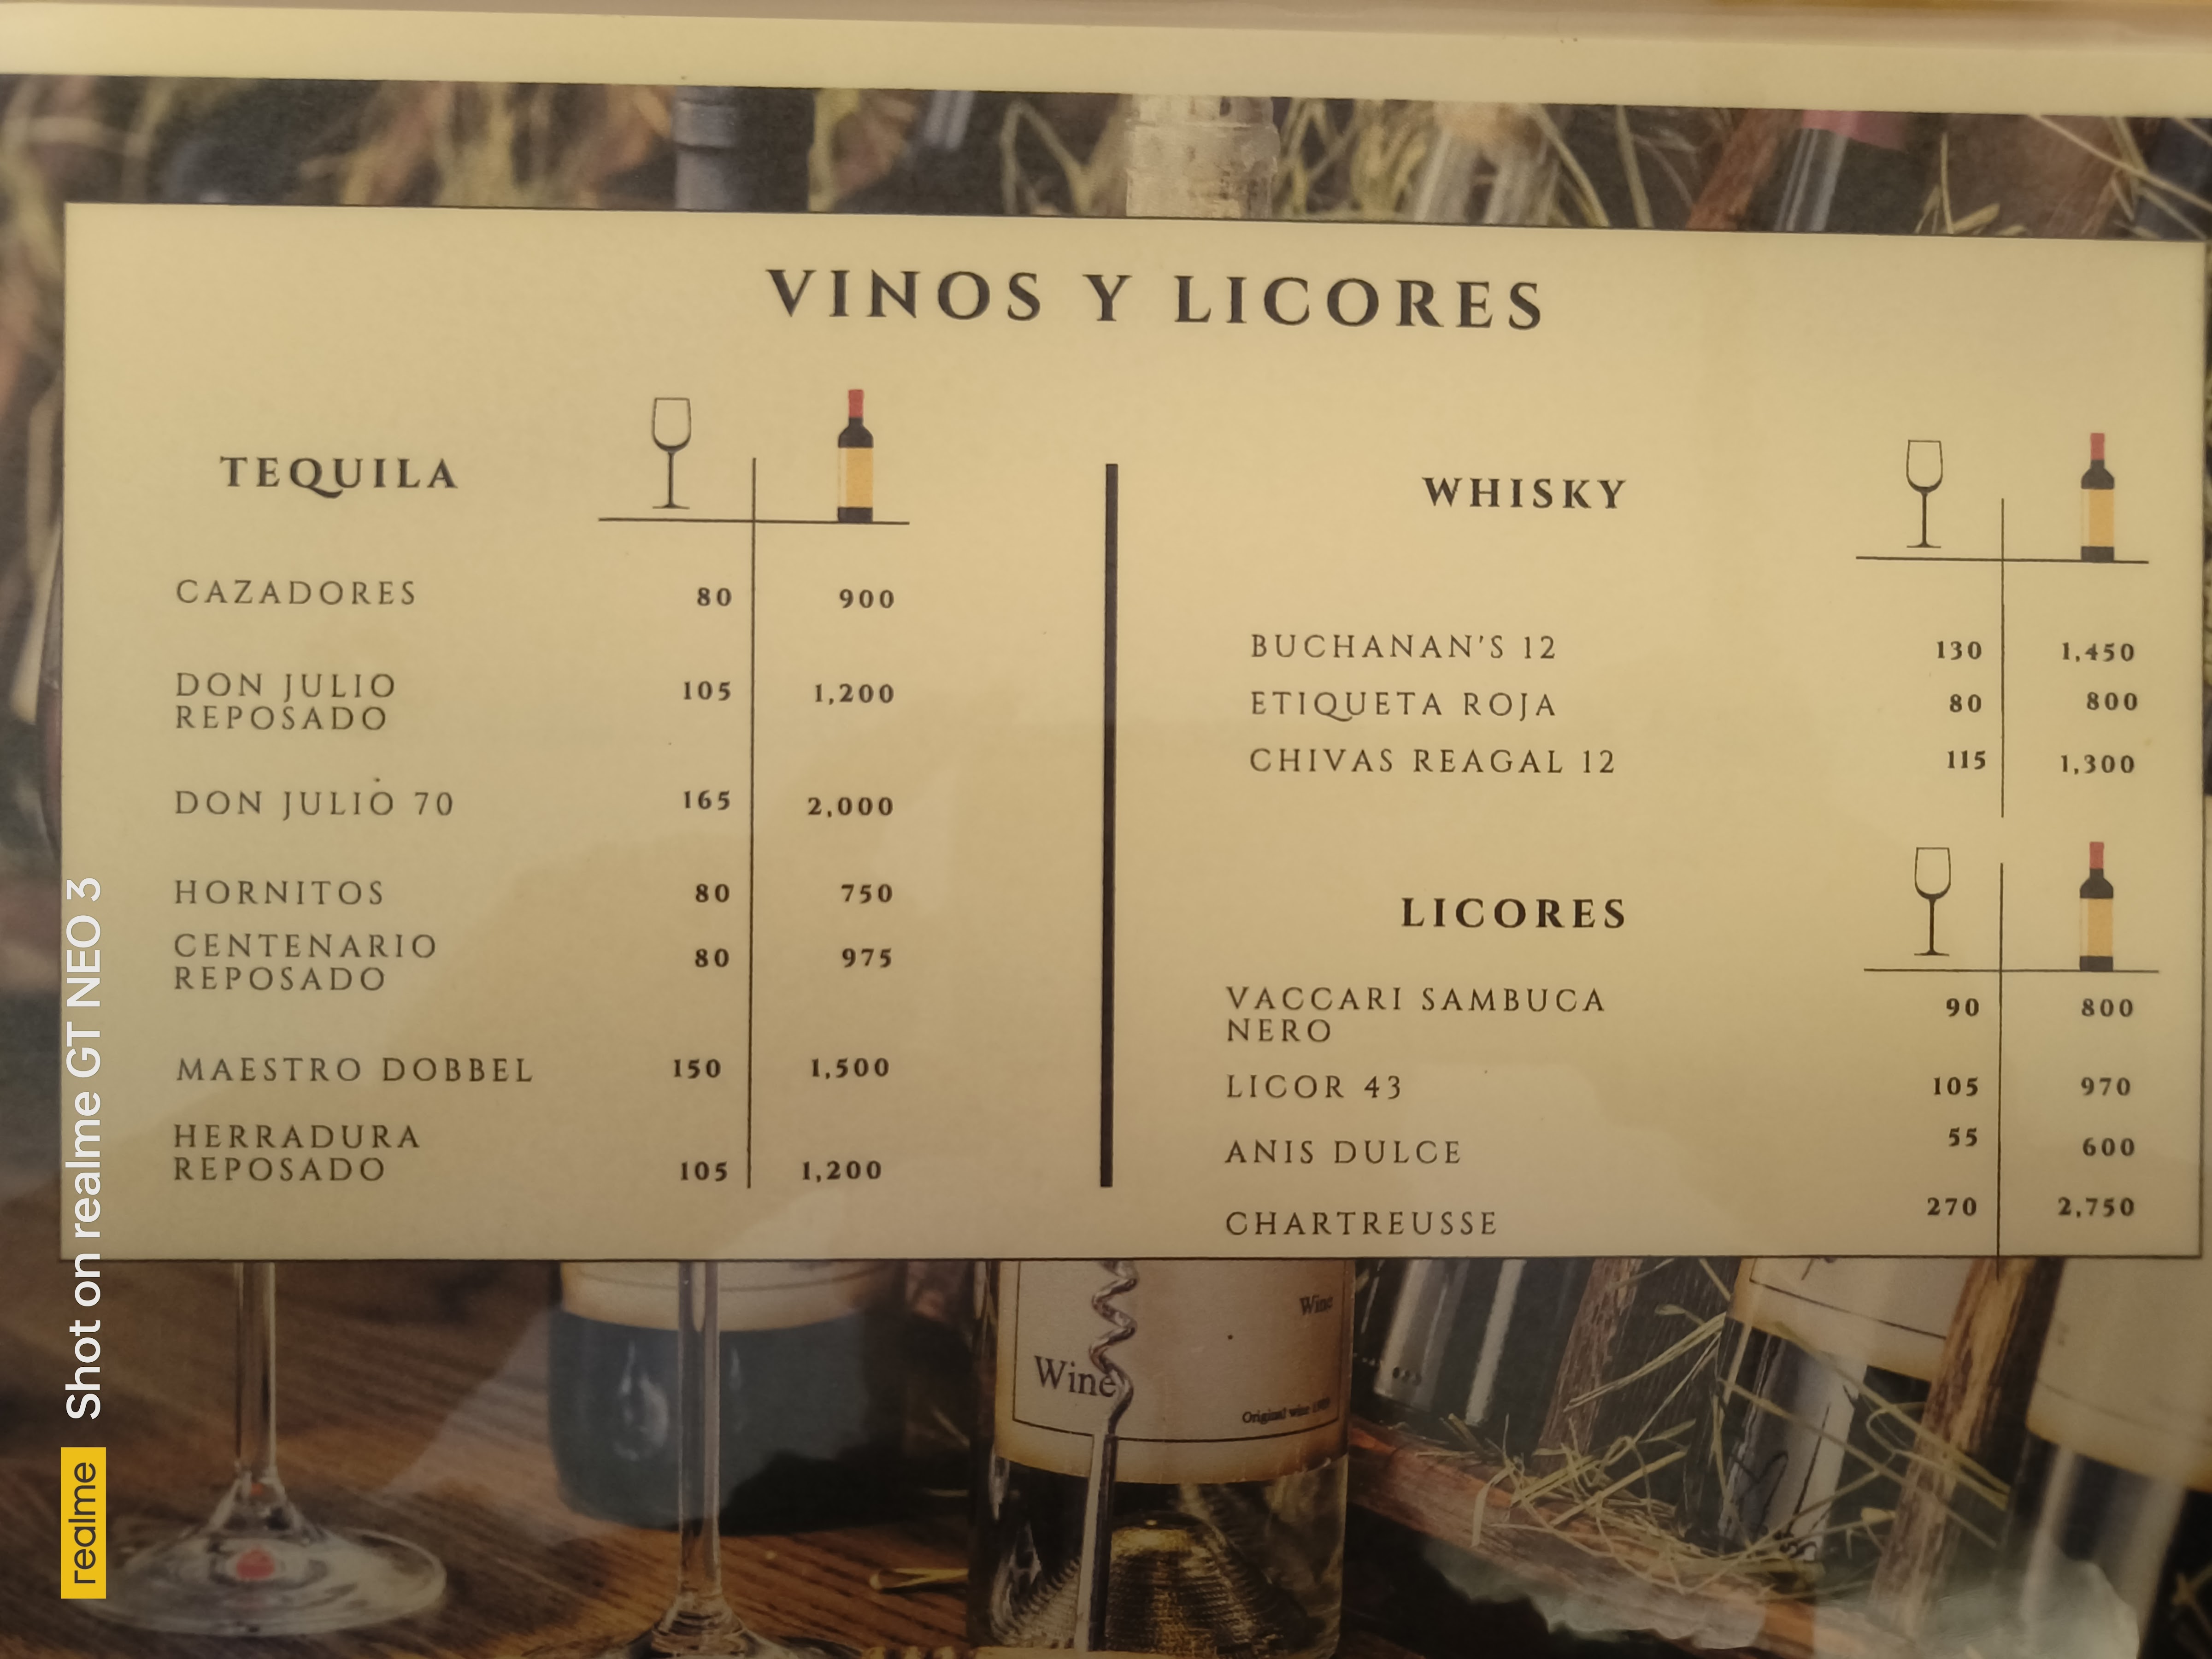 VINOS Y LICORES
TEQUILA
CAZADORES 80 900
DON JULIO
REPOSADO 105 1,200
DON JULIO 70 165 2,000
HORNITOS 80 750
CENTENARIO
REPOSADO 80 975
MAESTRO DOBBEL 150 1,500
HERRADURA
REPOSADO 105 1,200
WHISKY
BUCHANAN'S 12 130 1,450
ETIQUETA ROJA 80 800
CHIVAS REAGAL 12 115 1,300
LICORES
VACCARI SAMBUCA
NERO 90 800
LICOR 43 105 970
ANIS DULCE 55 600
CHARTREUSSE 270 2,750
Wine
Wine
Original wine
realme Shot on realme GT NEO 3